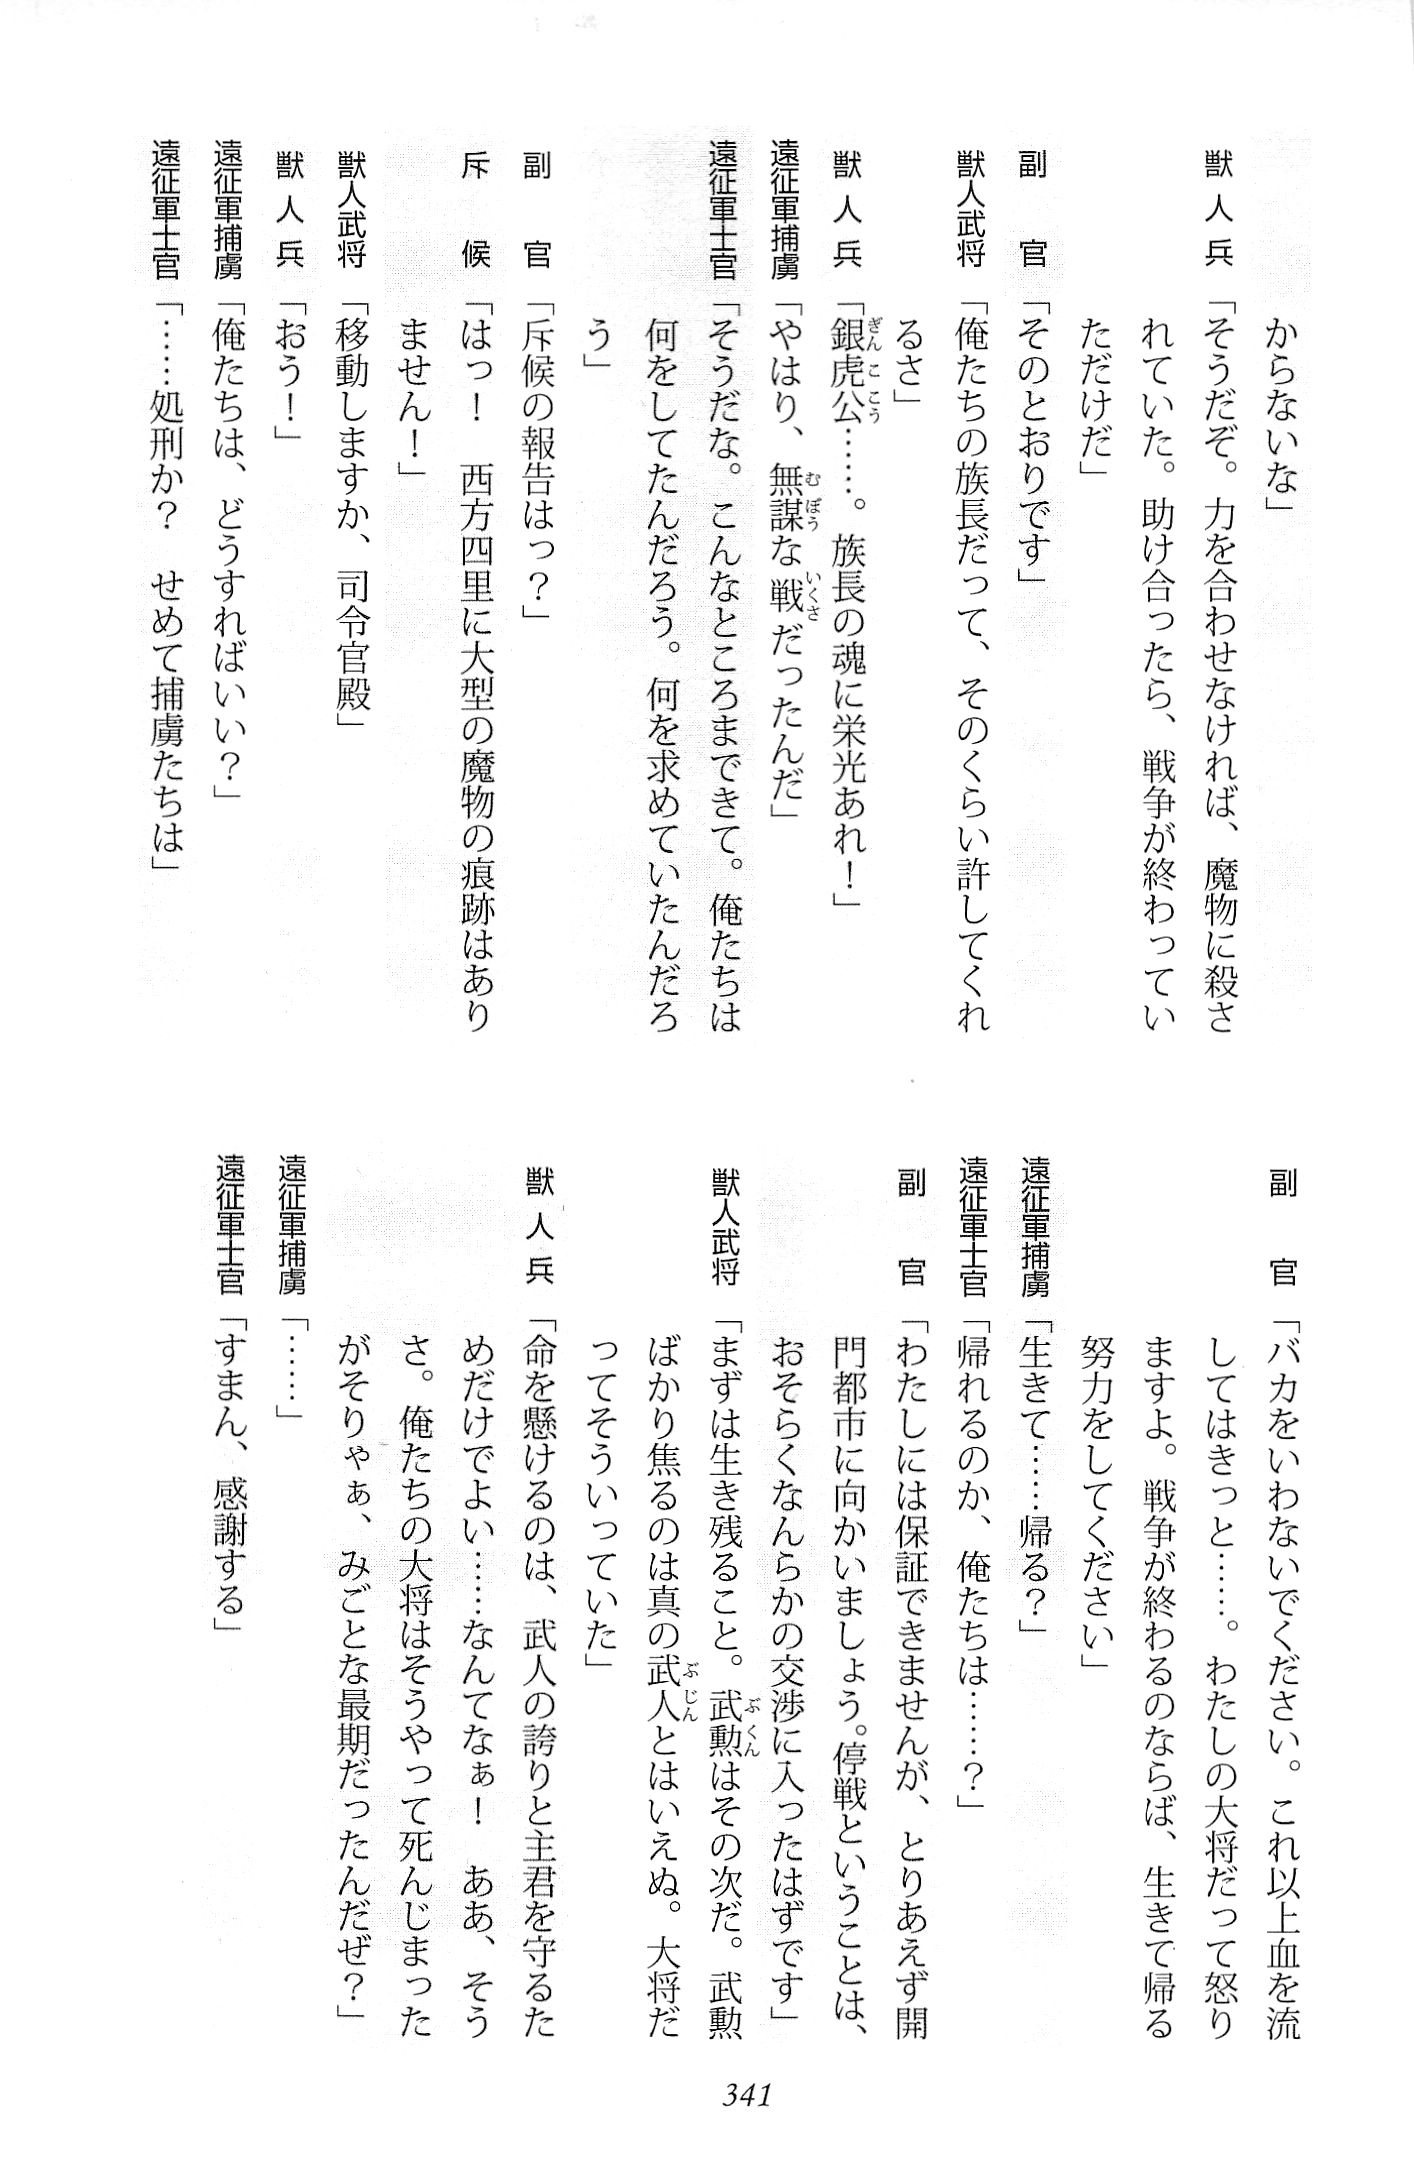 からないな」
獣人兵「そうだぞ。力を合わせなければ、魔物に殺さ
れていた。助け合ったら、戦争が終わってい
ただけだ」
副官「そのとおりです」
獣人武将「俺たちの族長だって、そのくらい許してくれ
るさ」
獣人兵「銀虎公……。族長の魂に栄光あれ！」
遠征軍捕虜「やはり、無謀な戦だったんだ」
遠征軍士官「そうだな。こんなところまできて。俺たちは
何をしてたんだろう。何を求めていたんだろ
う」
副官「斥候の報告はっ？」
斥候「はっ！　西方四里に大型の魔物の痕跡はあり
ません！」
獣人武将「移動しますか、司令官殿」
獣人兵「おう！」
遠征軍捕虜「俺たちは、どうすればいい？」
遠征軍士官「……処刑か？　せめて捕虜たちは」
副官「バカをいわないでください。これ以上血を流
してはきっと……。わたしの大将だって怒り
ますよ。戦争が終わるのならば、生きて帰る
努力をしてください」
遠征軍捕虜「生きて……帰る？」
遠征軍士官「帰れるのか、俺たちは……？」
副官「わたしには保証できませんが、とりあえず開
門都市に向かいましょう。停戦ということは、
おそらくなんらかの交渉に入ったはずです」
獣人武将「まずは生き残ること。武勲はその次だ。武勲
ばかり焦るのは真の武人とはいえぬ。大将だ
ってそういっていた」
獣人兵「命を懸けるのは、武人の誇りと主君を守るた
めだけでよい……なんてなぁ！　ああ、そう
さ。俺たちの大将はそうやって死んじまった
がそりゃぁ、みごとな最期だったんだぜ？」
遠征軍捕虜「……」
遠征軍士官「すまん、感謝する」
341